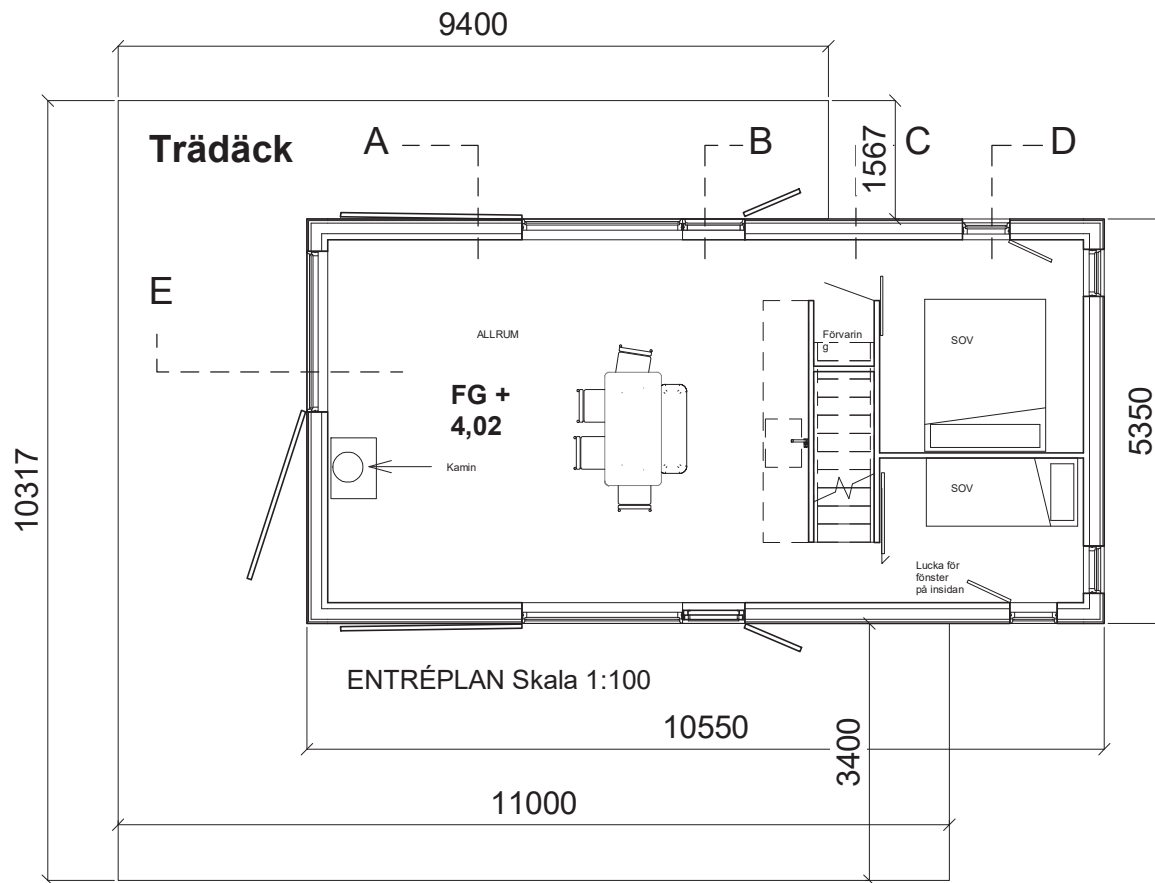 9400
Trädäck
A
B
C
D
1567
E
ALLRUM
Förvarin
g
SOV
FG +
4,02
5350
10317
Kamin
SOV
Lucka för
fönster
på insidan
ENTRÉPLAN Skala 1:100
10550
3400
11000